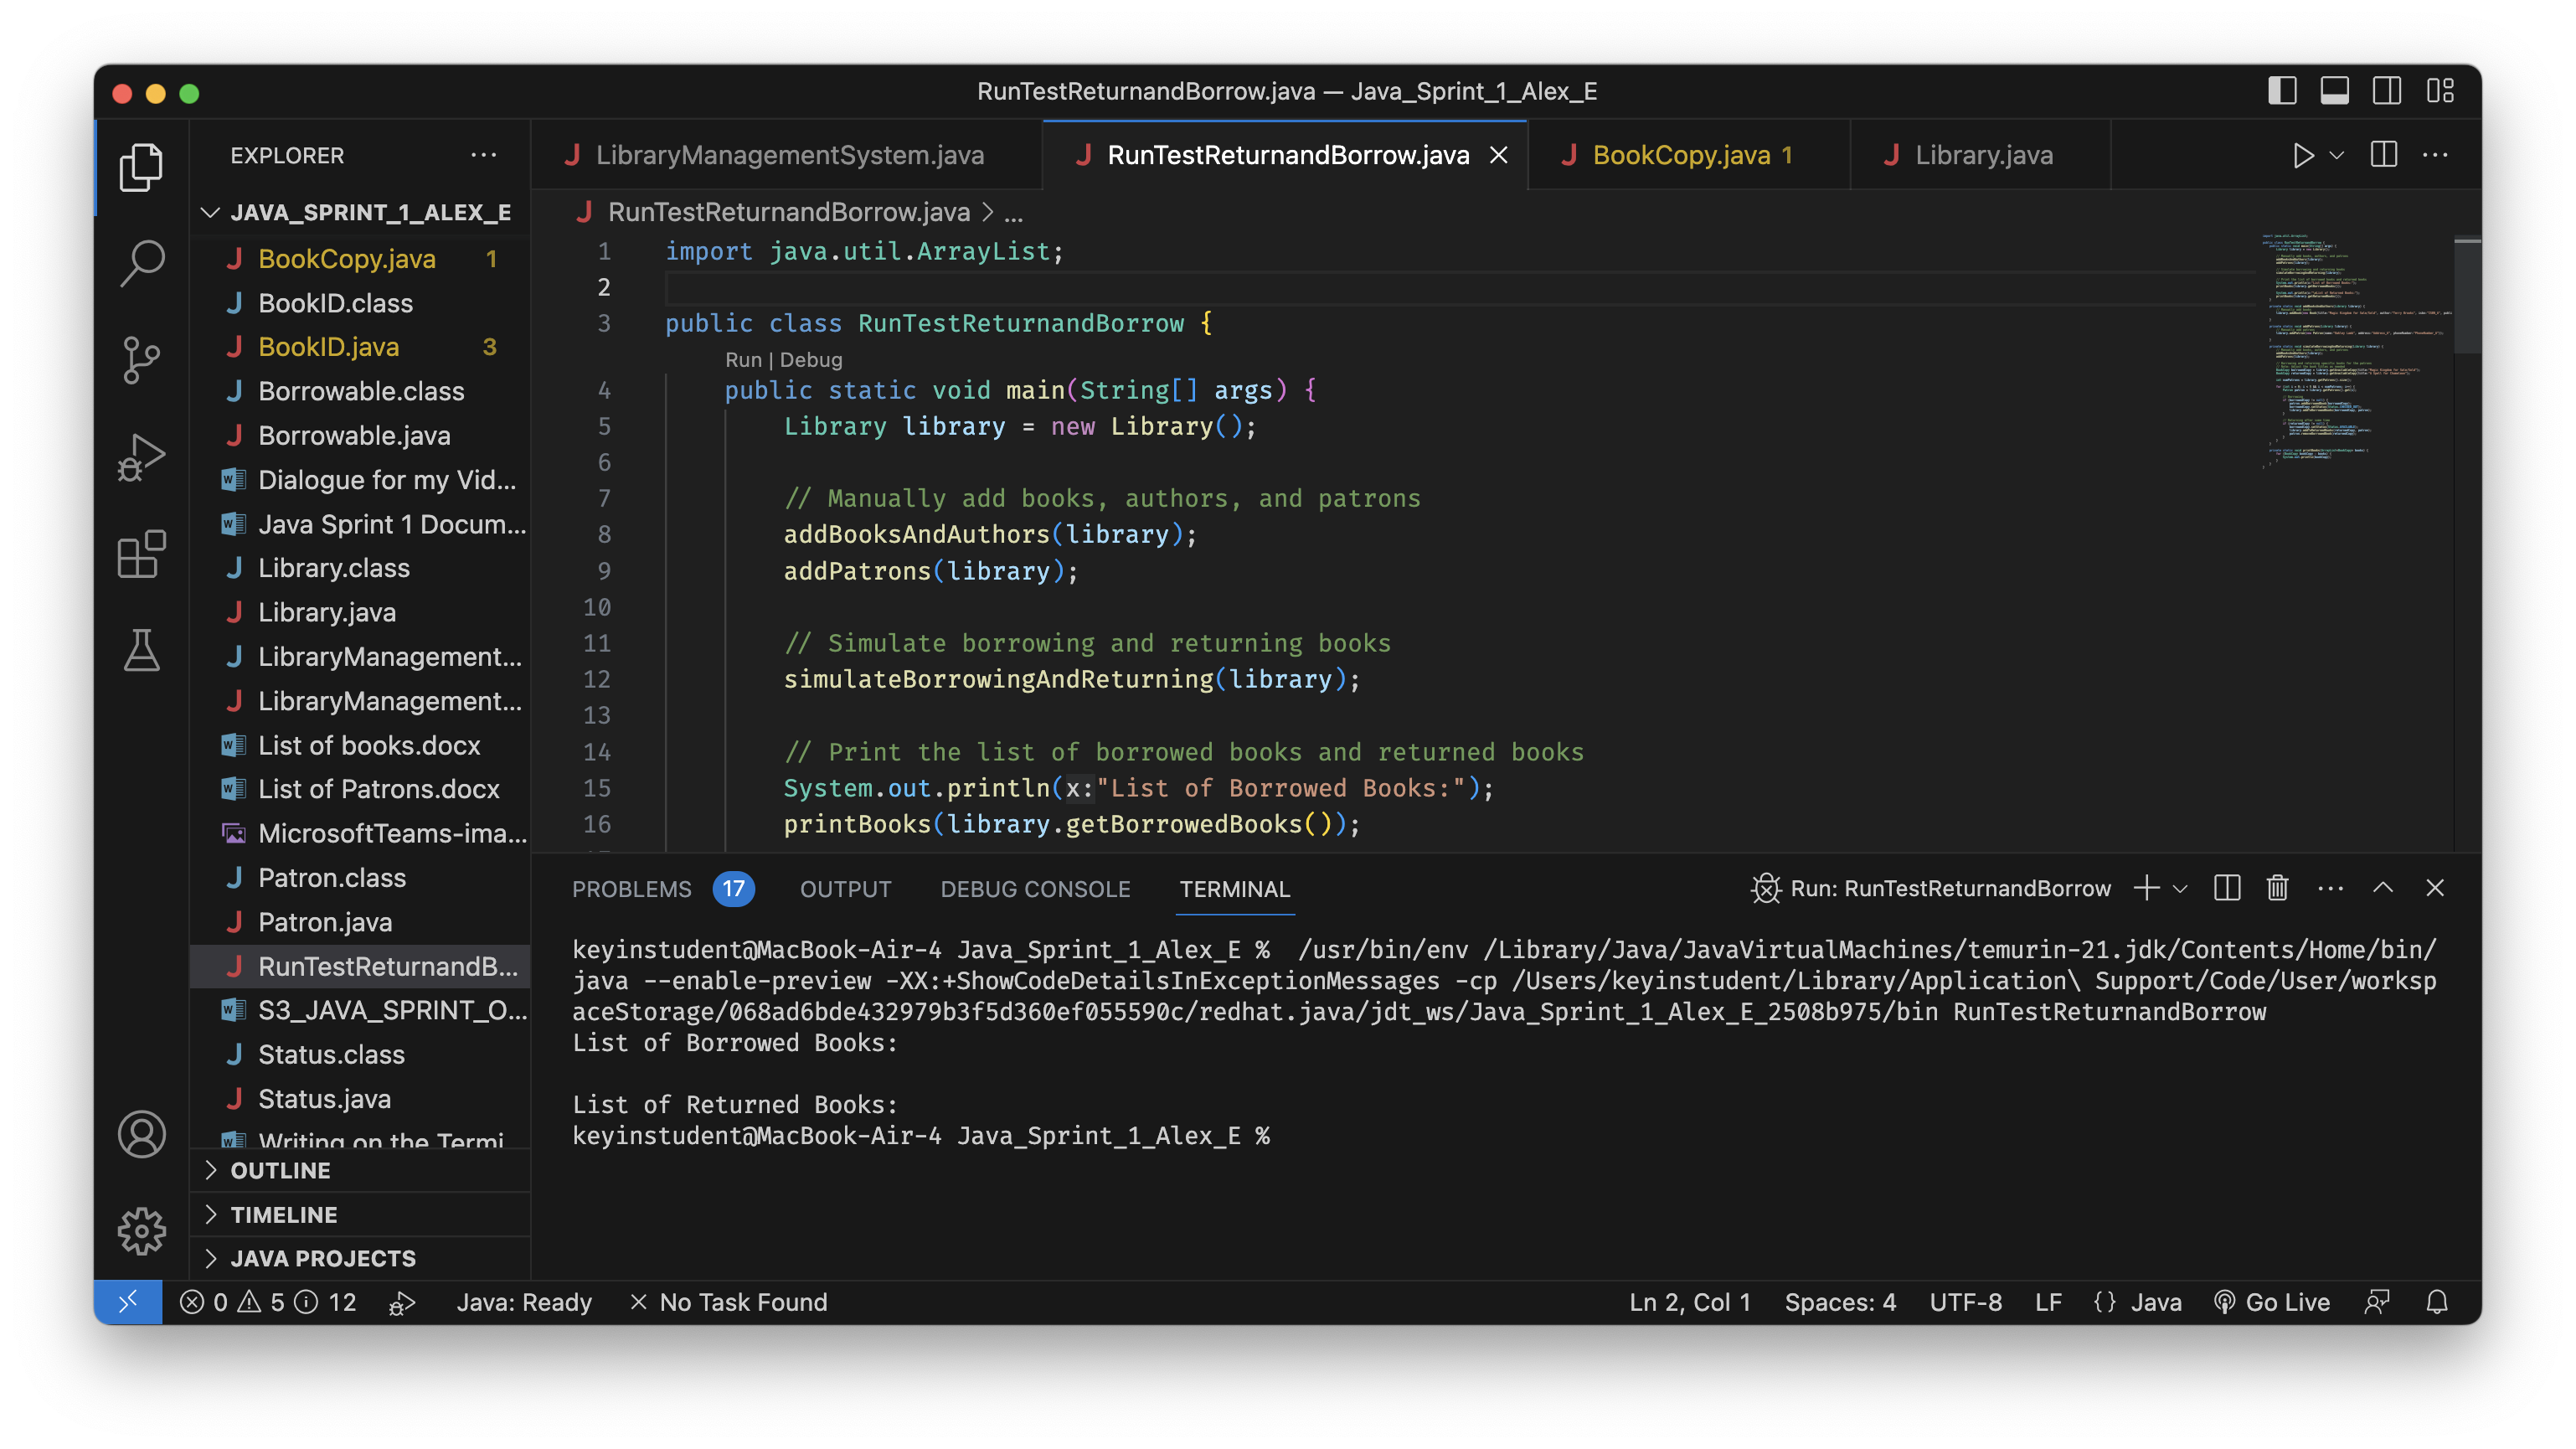 RunTestReturnandBorrow.java — Java_Sprint_1_Alex_E
EXPLORER
JAVA_SPRINT_1_ALEX_E
BookCopy.java 1
BookID.class
BookID.java 3
Borrowable.class
Borrowable.java
Dialogue for my Vid...
Java Sprint 1 Docum...
Library.class
Library.java
LibraryManagement...
LibraryManagement...
List of books.docx
List of Patrons.docx
MicrosoftTeams-ima...
Patron.class
Patron.java
RunTestReturnandB...
S3_JAVA_SPRINT_O...
Status.class
Status.java
Writing on the Termi
OUTLINE
TIMELINE
JAVA PROJECTS
LibraryManagementSystem.java
RunTestReturnandBorrow.java
BookCopy.java 1
Library.java
RunTestReturnandBorrow.java > ...
1 import java.util.ArrayList;
2
3 public class RunTestReturnandBorrow {
Run | Debug
4 public static void main(String[] args) {
5 Library library = new Library();
6
7 // Manually add books, authors, and patrons
8 addBooksAndAuthors(library);
9 addPatrons(library);
10
11 // Simulate borrowing and returning books
12 simulateBorrowingAndReturning(library);
13
14 // Print the list of borrowed books and returned books
15 System.out.println(x:"List of Borrowed Books:");
16 printBooks(library.getBorrowedBooks());
PROBLEMS 17 OUTPUT DEBUG CONSOLE TERMINAL
Run: RunTestReturnandBorrow
keyinstudent@MacBook-Air-4 Java_Sprint_1_Alex_E % /usr/bin/env /Library/Java/JavaVirtualMachines/temurin-21.jdk/Contents/Home/bin/
java --enable-preview -XX:+ShowCodeDetailsInExceptionMessages -cp /Users/keyinstudent/Library/Application\ Support/Code/User/worksp
aceStorage/068ad6bde432979b3f5d360ef055590c/redhat.java/jdt_ws/Java_Sprint_1_Alex_E_2508b975/bin RunTestReturnandBorrow
List of Borrowed Books:
List of Returned Books:
keyinstudent@MacBook-Air-4 Java_Sprint_1_Alex_E %
0 5 12 Java: Ready No Task Found Ln 2, Col 1 Spaces: 4 UTF-8 LF {} Java Go Live